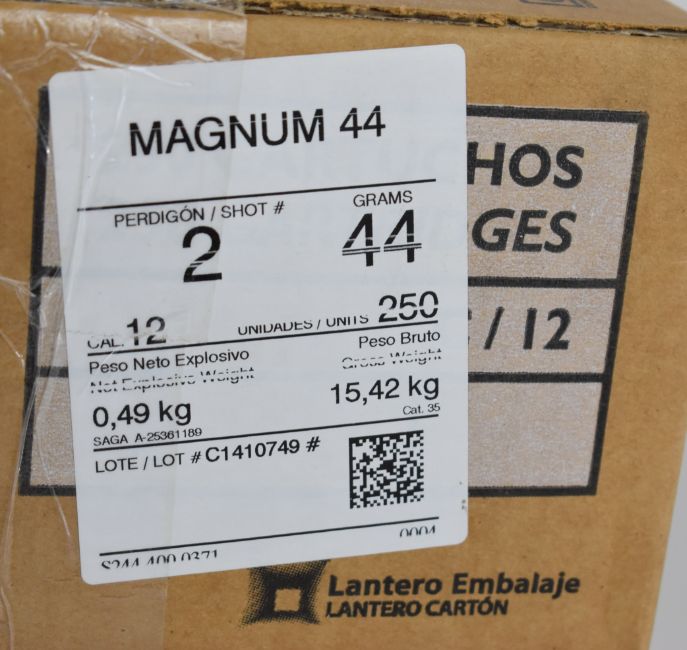 MAGNUM 44
PERDIGÓN / SHOT #
GRAMS
2
44
CAL. 12
UNIDADES / UNITS 250
Peso Neto Explosivo
Peso Bruto
Net Explosive Weight
Gross Weight
0,49 kg
15,42 kg
SAGA A-25361189
Cat. 35
LOTE / LOT # C1410749 #
0004
S244 400 0371
HOS
GES
/ 12
Lantero Embalaje
LANTERO CARTÓN